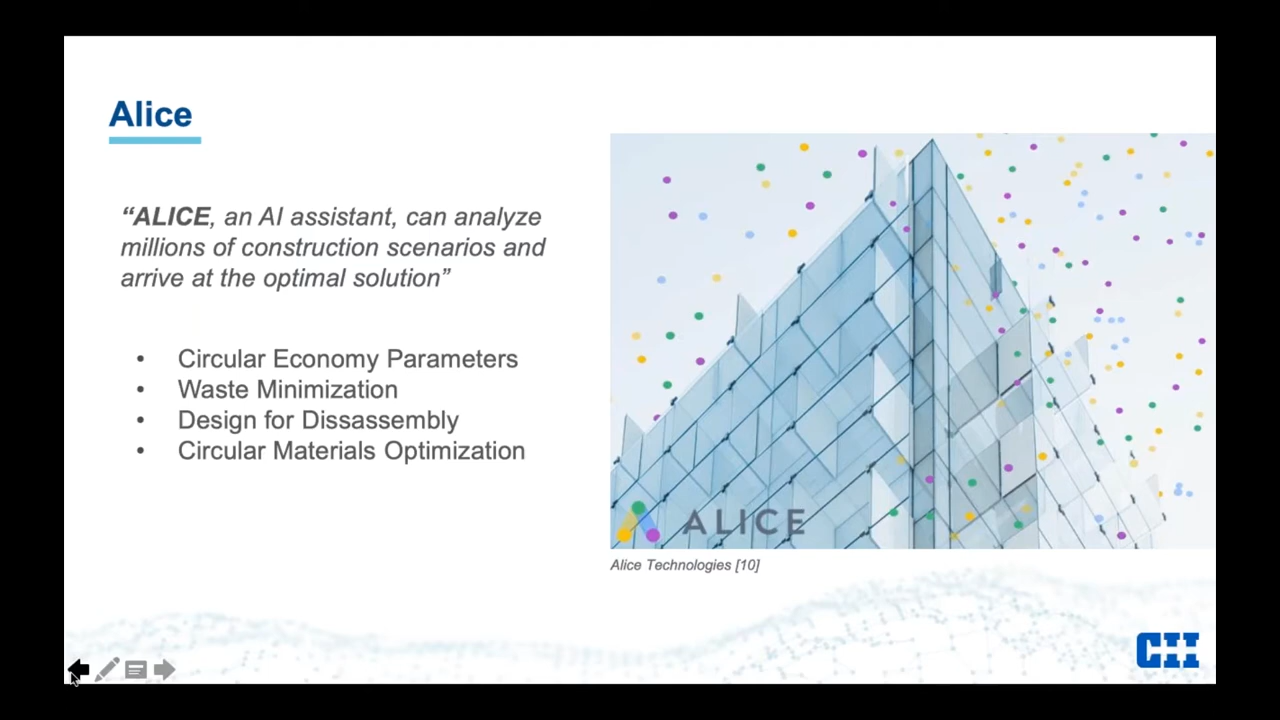 Alice
“ALICE, an AI assistant, can analyze
millions of construction scenarios and
arrive at the optimal solution”
• Circular Economy Parameters
• Waste Minimization
• Design for Dissassembly
• Circular Materials Optimization
ALICE
Alice Technologies [10]
CII